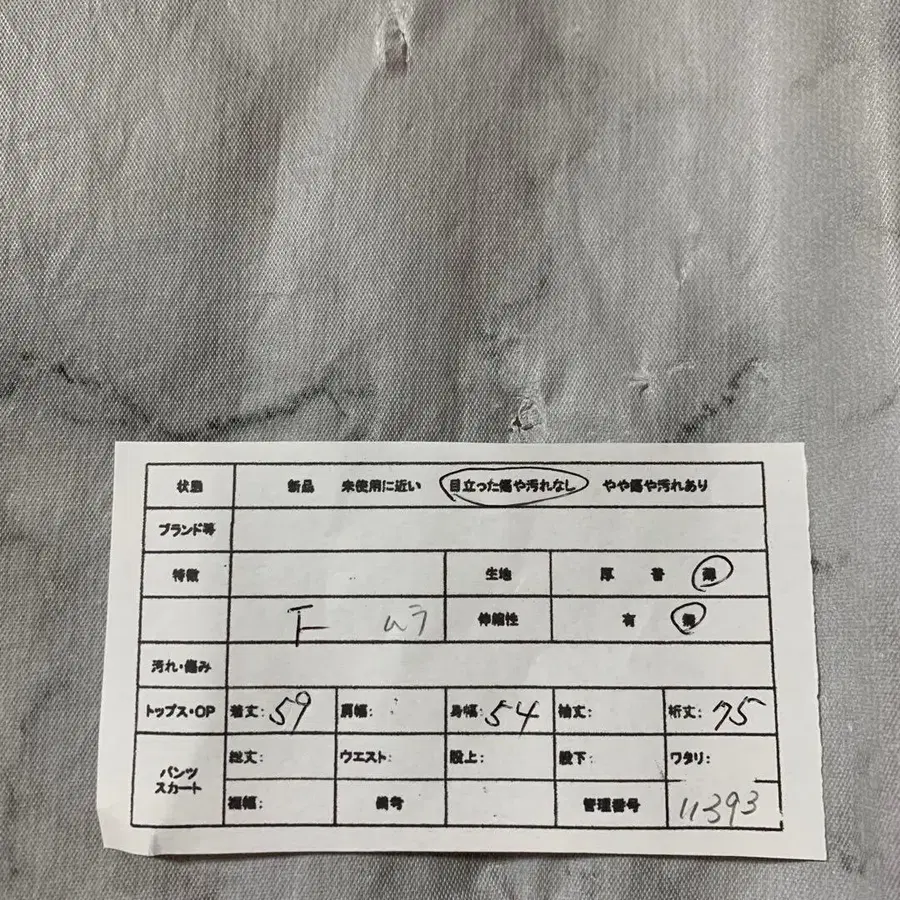 状態 新品 未使用に近い 目立った傷や汚れなし やや傷や汚れあり
ブランド等
特徴 生地 厚 普 薄
下 ムラ 伸縮性 有 無
汚れ・傷み
トップス・OP 着丈: 59 肩幅: 身幅: 54 袖丈: 裄丈: 75
パンツ スカート 総丈: ウエスト: 股上: 股下: ワタリ:
裾幅: 備考 管理番号 11393